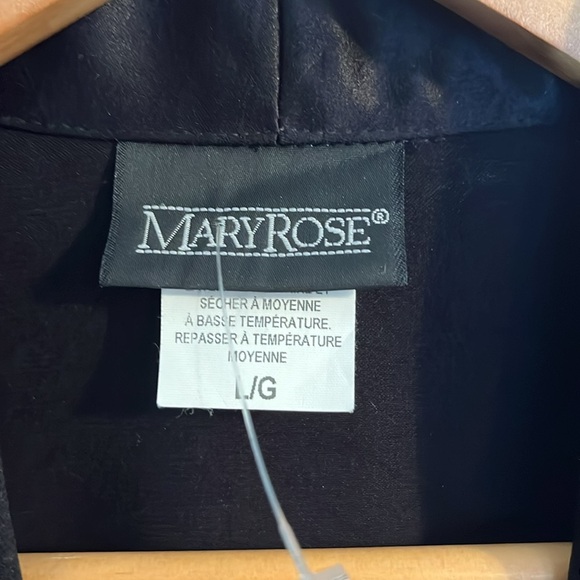 MARYROSE®
SÉCHER À MOYENNE
À BASSE TEMPÉRATURE.
REPASSER À TEMPÉRATURE
MOYENNE
L/G